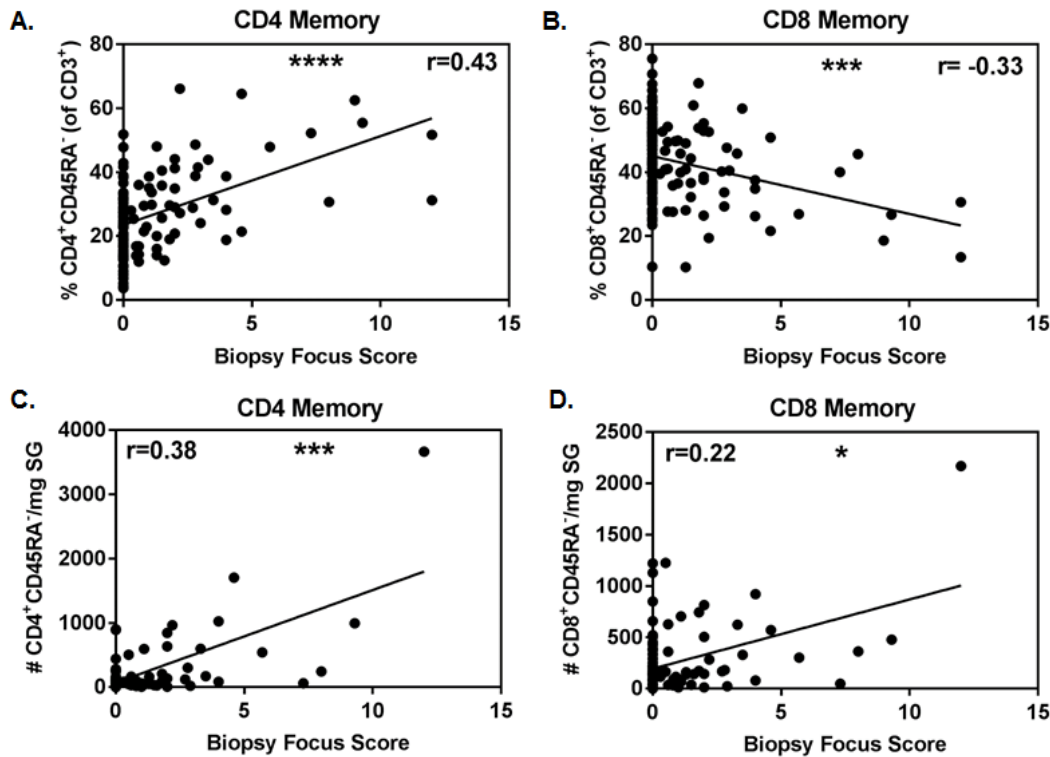 A.
CD4 Memory
% CD4⁺CD45RA⁻ (of CD3⁺)
80
60
40
20
0
****
r=0.43
0 5 10 15
Biopsy Focus Score
B.
CD8 Memory
% CD8⁺CD45RA⁻ (of CD3⁺)
80
60
40
20
0
***
r= -0.33
0 5 10 15
Biopsy Focus Score
C.
CD4 Memory
# CD4⁺CD45RA⁻/mg SG
4000
3000
2000
1000
0
r=0.38
***
0 5 10 15
Biopsy Focus Score
D.
CD8 Memory
# CD8⁺CD45RA⁻/mg SG
2500
2000
1500
1000
500
0
r=0.22
*
0 5 10 15
Biopsy Focus Score